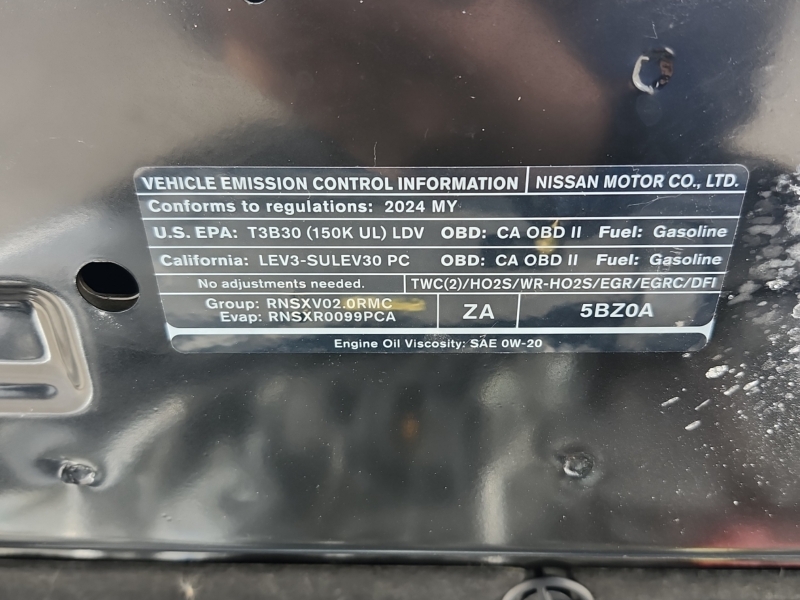 VEHICLE EMISSION CONTROL INFORMATION NISSAN MOTOR CO., LTD.
Conforms to regulations: 2024 MY
U.S. EPA: T3B30 (150K UL) LDV OBD: CA OBD II Fuel: Gasoline
California: LEV3-SULEV30 PC OBD: CA OBD II Fuel: Gasoline
No adjustments needed. TWC(2)/HO2S/WR-HO2S/EGR/EGRC/DFI
Group: RNSXV02.0RMC
Evap: RNSXR0099PCA
ZA
5BZ0A
Engine Oil Viscosity: SAE 0W-20